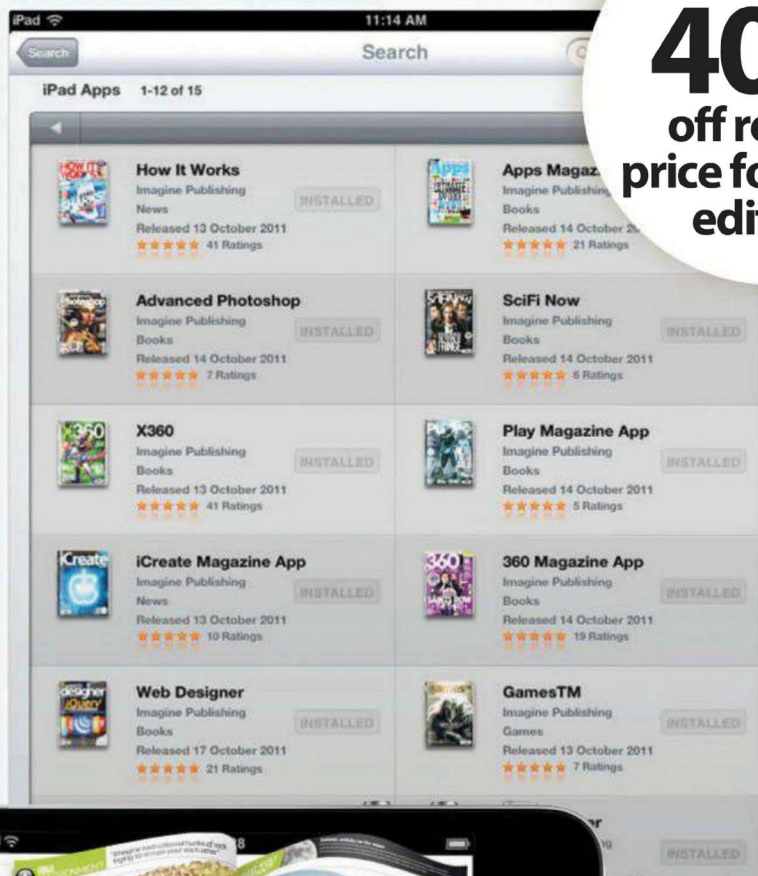 iPad
11:14 AM
Search
Search
iPad Apps 1-12 of 15
40
off re
price fo
edi
How It Works
Imagine Publishing
News
Released 13 October 2011
41 Ratings
INSTALLED
Apps Magaz
Imagine Publishing
Books
Released 14 October 20
21 Ratings
Advanced Photoshop
Imagine Publishing
Books
Released 14 October 2011
7 Ratings
INSTALLED
SciFi Now
Imagine Publishing
Books
Released 14 October 2011
6 Ratings
INSTALLED
X360
Imagine Publishing
Books
Released 13 October 2011
41 Ratings
INSTALLED
Play Magazine App
Imagine Publishing
Books
Released 14 October 2011
5 Ratings
INSTALLED
iCreate Magazine App
Imagine Publishing
News
Released 13 October 2011
10 Ratings
INSTALLED
360 Magazine App
Imagine Publishing
Books
Released 14 October 2011
19 Ratings
INSTALLED
Web Designer
Imagine Publishing
Books
Released 17 October 2011
21 Ratings
INSTALLED
GamesTM
Imagine Publishing
Games
Released 13 October 2011
7 Ratings
INSTALLED
INSTALLED